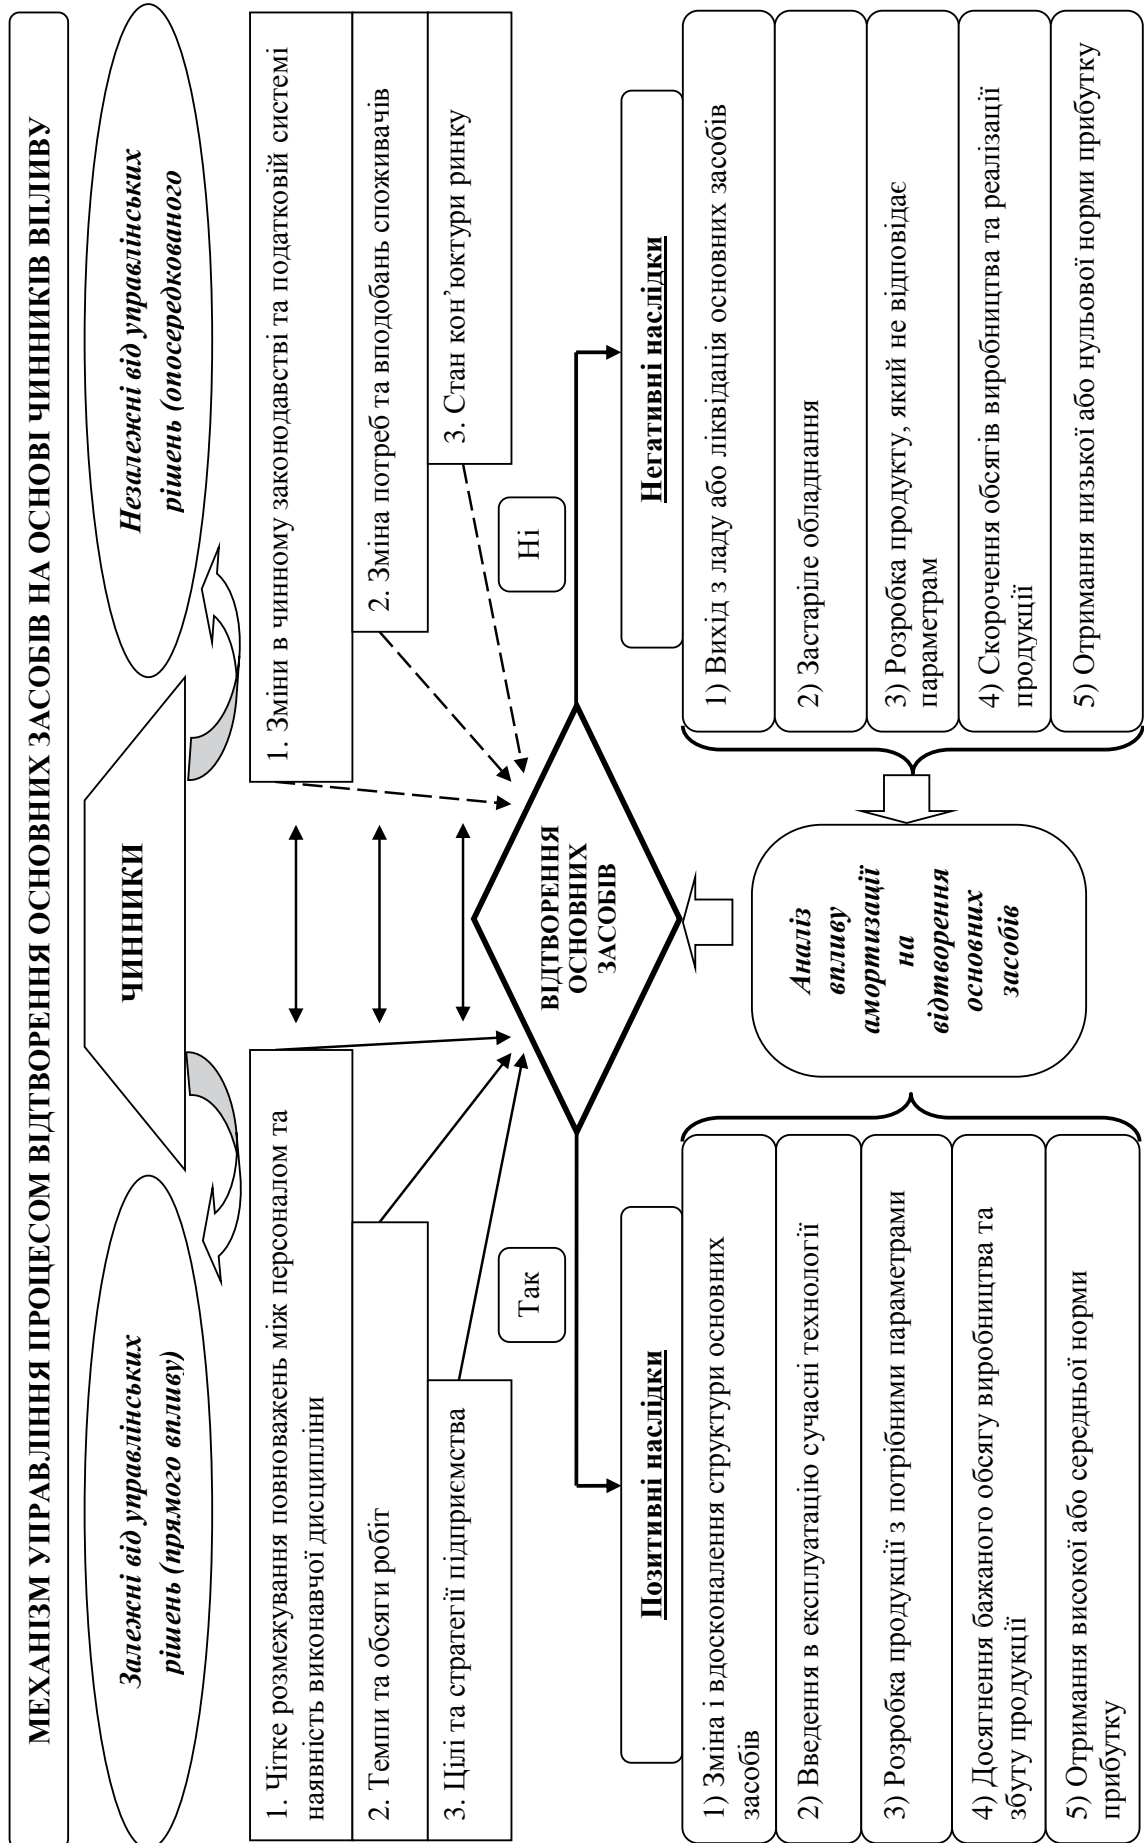 МЕХАНІЗМ УПРАВЛІННЯ ПРОЦЕСОМ ВІДТВОРЕННЯ ОСНОВНИХ ЗАСОБІВ НА ОСНОВІ ЧИННИКІВ ВПЛИВУ
Залежні від управлінських
рішень (прямого впливу)
ЧИННИКИ
Незалежні від управлінських
рішень (опосередкованого
1. Чітке розмежування повноважень між персоналом та
наявність виконавчої дисципліни
2. Темпи та обсяги робіт
3. Цілі та стратегії підприємства
1. Зміни в чинному законодавстві та податковій системі
2. Зміна потреб та вподобань споживачів
3. Стан кон’юктури ринку
Так
ВІДТВОРЕННЯ
ОСНОВНИХ
ЗАСОБІВ
Ні
Позитивні наслідки
1) Зміна і вдосконалення структури основних
засобів
2) Введення в експлуатацію сучасні технології
3) Розробка продукції з потрібними параметрами
4) Досягнення бажаного обсягу виробництва та
збуту продукції
5) Отримання високої або середньої норми
прибутку
Аналіз
впливу
амортизації
на
відтворення
основних
засобів
Негативні наслідки
1) Вихід з ладу або ліквідація основних засобів
2) Застаріле обладнання
3) Розробка продукту, який не відповідає
параметрам
4) Скорочення обсягів виробництва та реалізації
продукції
5) Отримання низької або нульової норми прибутку